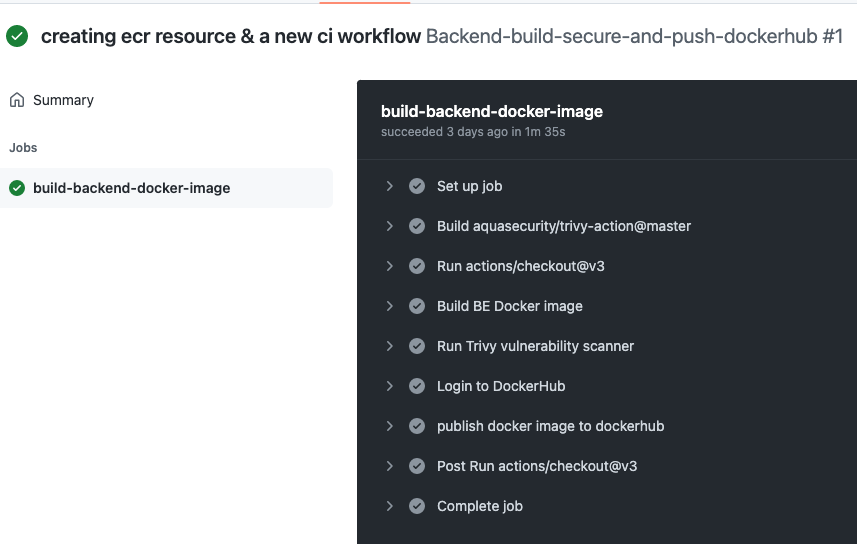 creating ecr resource & a new ci workflow Backend-build-secure-and-push-dockerhub #1
Summary
Jobs
build-backend-docker-image
build-backend-docker-image
succeeded 3 days ago in 1m 35s
Set up job
Build aquasecurity/trivy-action@master
Run actions/checkout@v3
Build BE Docker image
Run Trivy vulnerability scanner
Login to DockerHub
publish docker image to dockerhub
Post Run actions/checkout@v3
Complete job